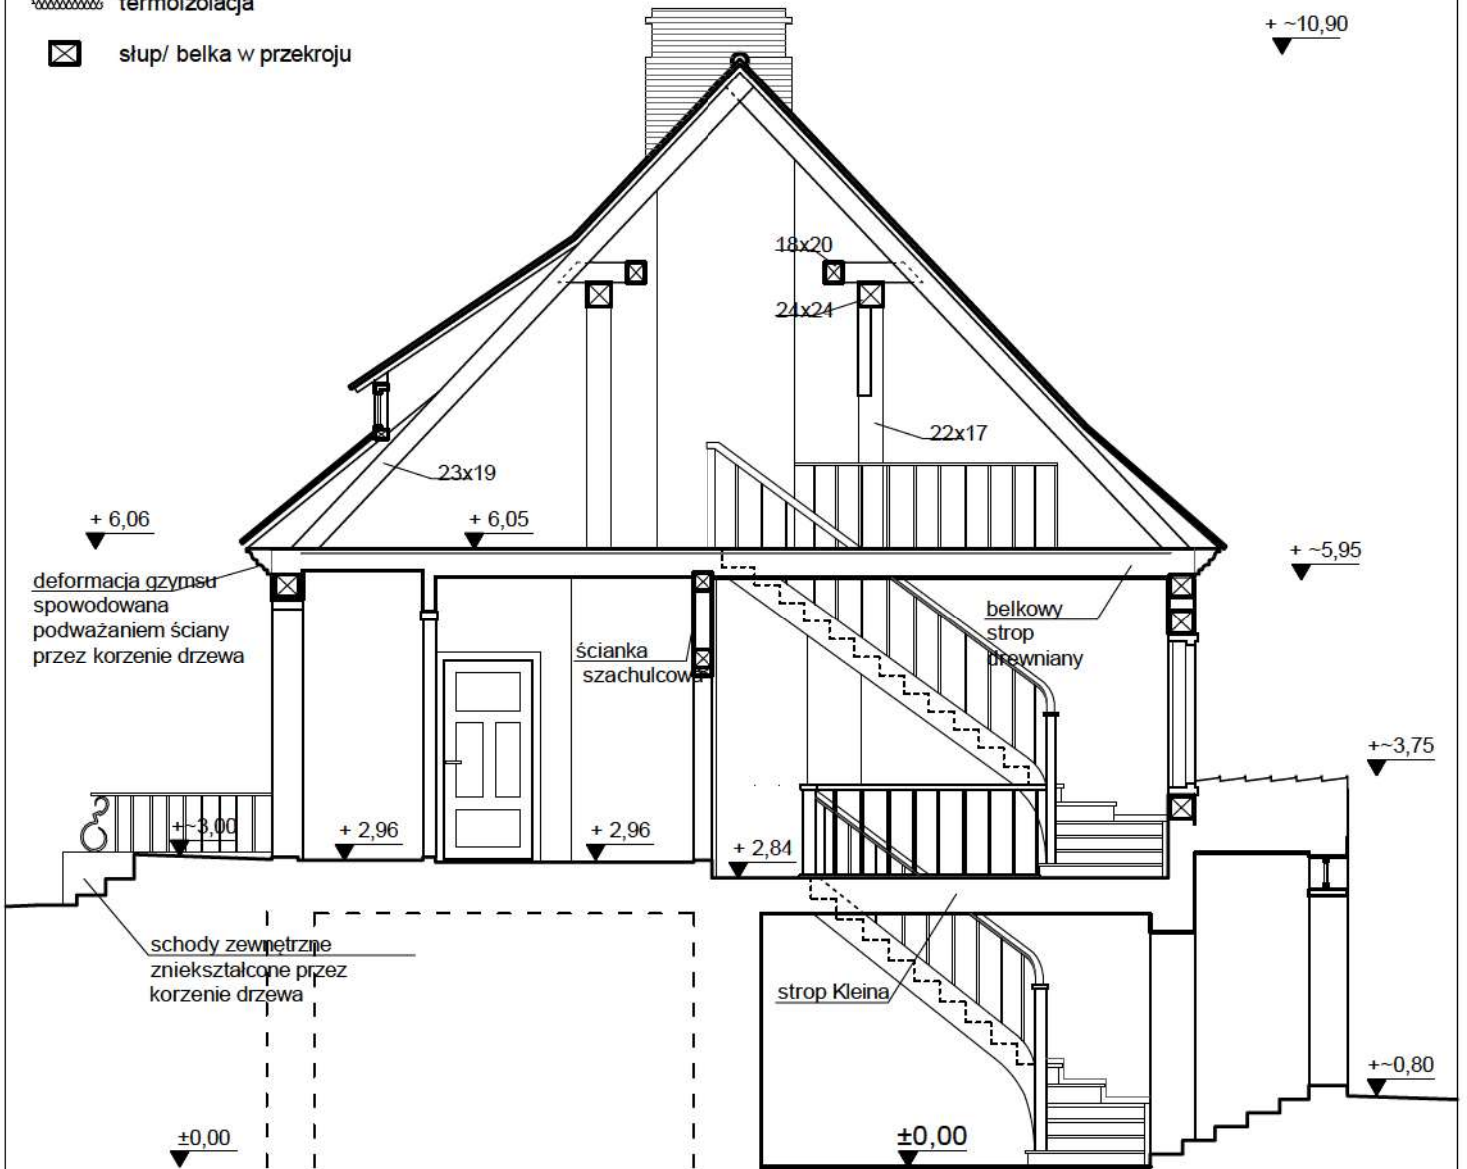 termoizolacja
słup/ belka w przekroju
+ ~10,90
18x20
24x24
22x17
23x19
+ 6,06
+ 6,05
+ ~5,95
deformacja gzymsu
spowodowana
podważaniem ściany
przez korzenie drzewa
ścianka
szachulcowa
belkowy
strop
drewniany
+~3,75
+~3,00
+ 2,96
+ 2,96
+ 2,84
schody zewnętrzne
zniekształcone przez
korzenie drzewa
strop Kleina
+~0,80
±0,00
±0,00